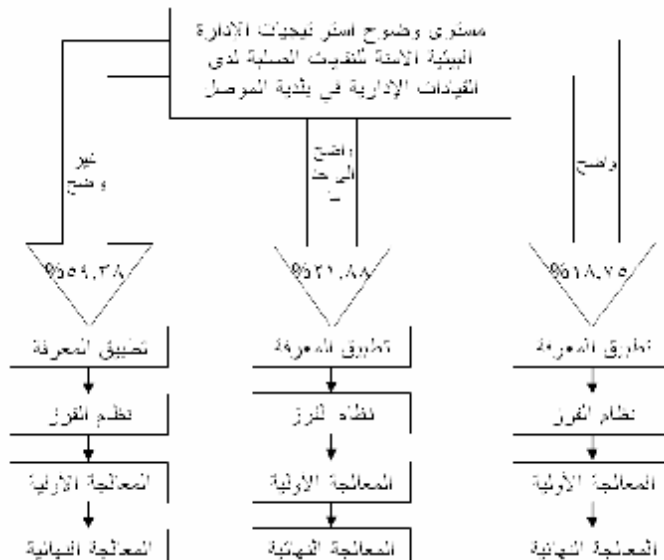 مستوى وضوح استراتيجيات الادارة
البيئية الامنة للنفايات الصلبة لدى
القيادات الإدارية في بلدية الموصل
واضح
واضح
الى حد
ما
غير
واضح
%١٨.٧٥
%٢١.٨٨
%٥٩.٣٨
تطبيق المعرفة
تطبيق المعرفة
تطبيق المعرفة
نظام الفرز
نظام الفرز
نظام الفرز
المعالجة الأولية
المعالجة الأولية
المعالجة الأولية
المعالجة النهائية
المعالجة النهائية
المعالجة النهائية